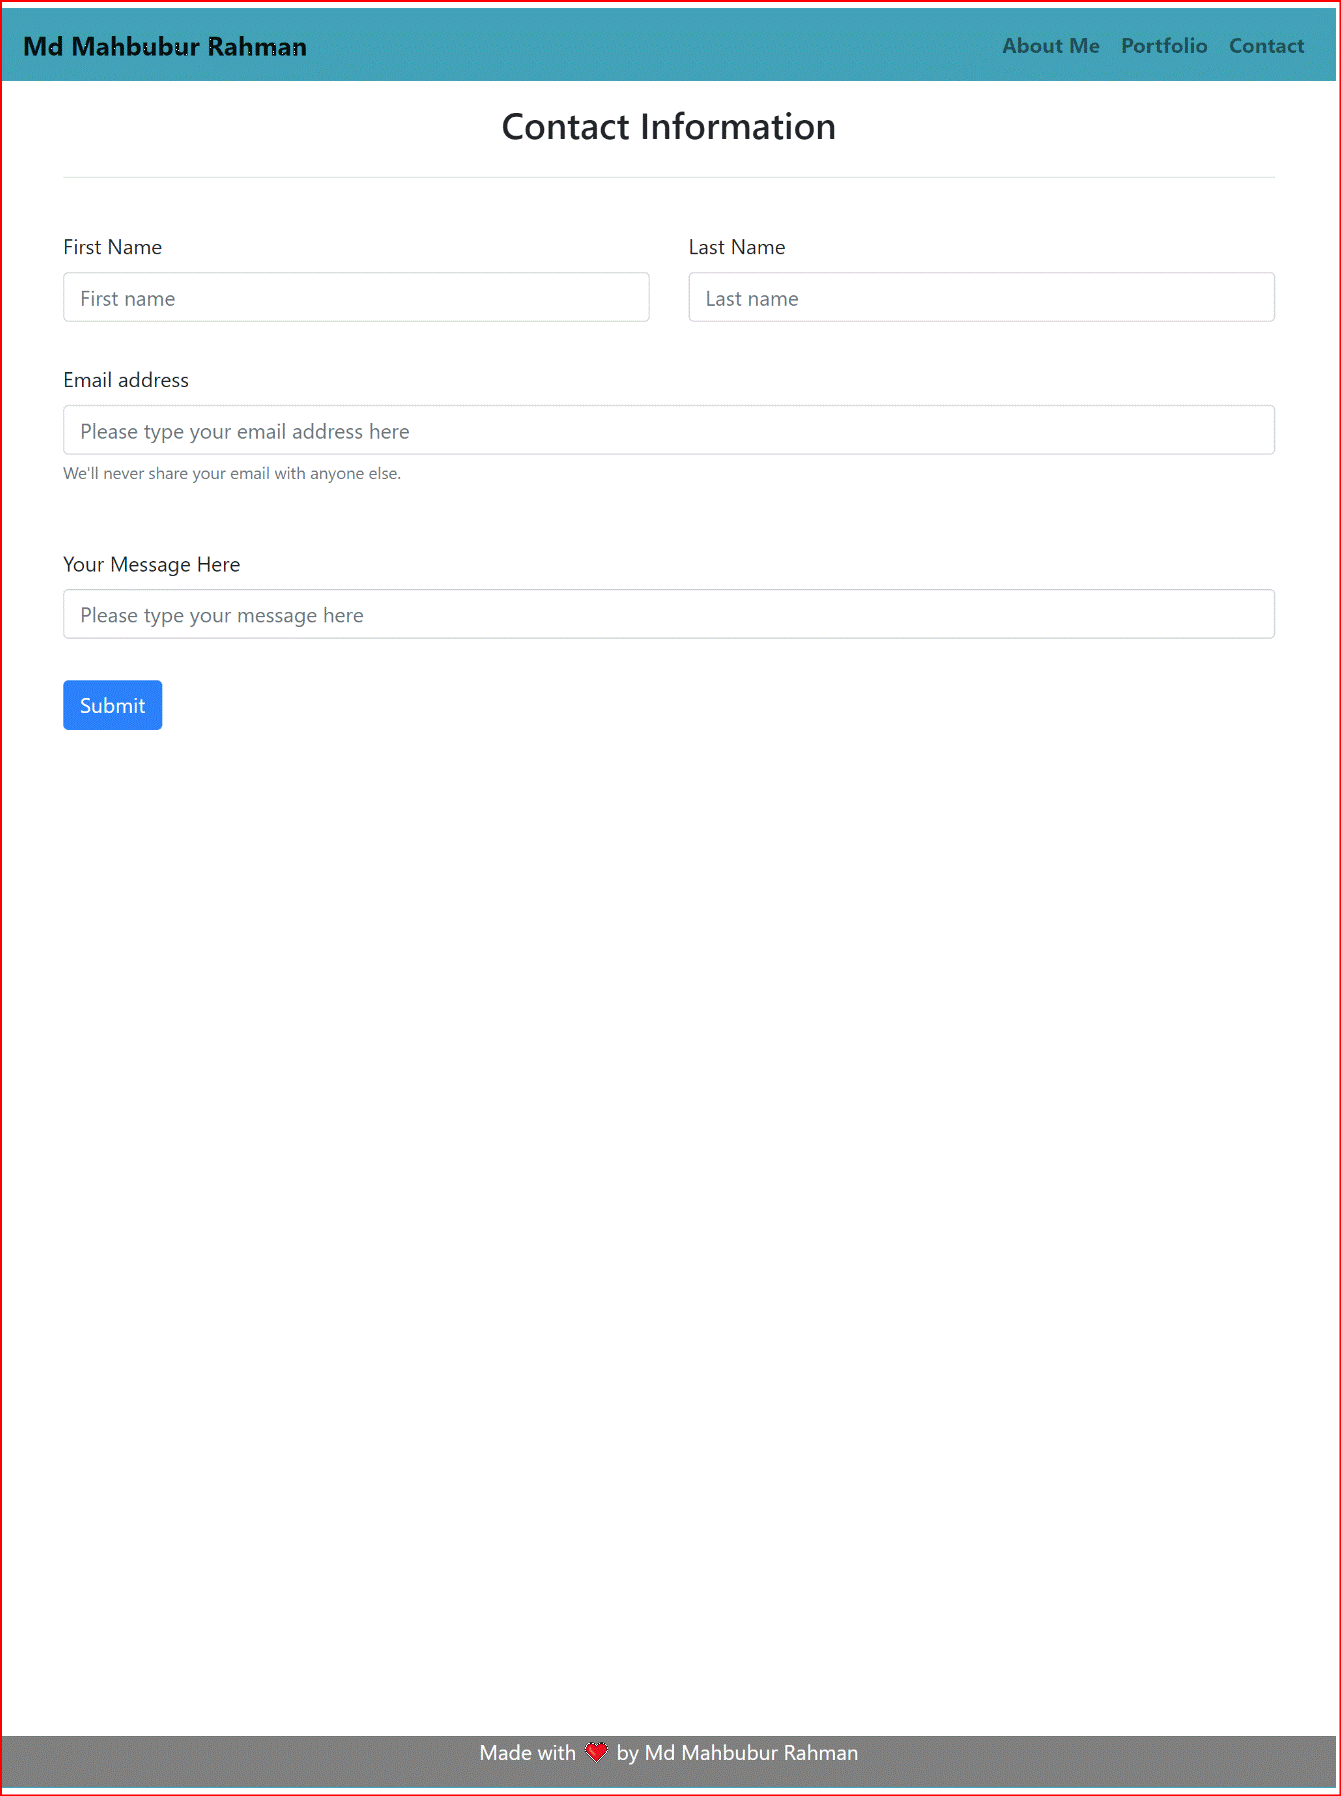 Md Mahbubur Rahman
About Me Portfolio Contact
Contact Information
First Name Last Name
First name Last name
Email address
Please type your email address here
We'll never share your email with anyone else.
Your Message Here
Please type your message here
Submit
Made with ❤️ by Md Mahbubur Rahman